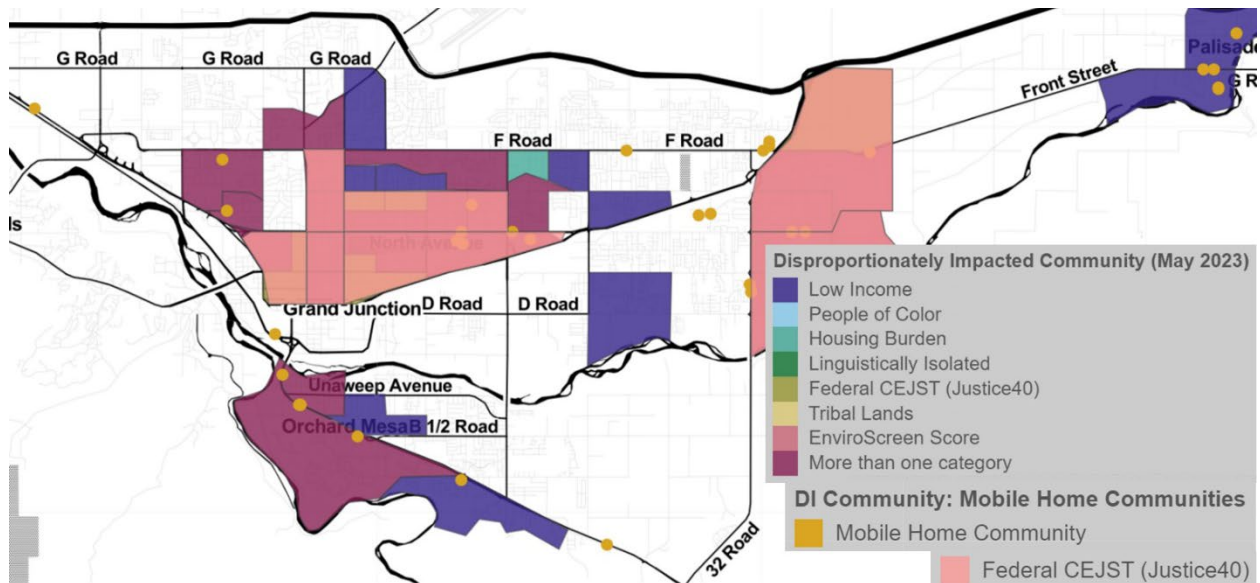 Palisade
G Road
G Road
G Road
G R
Front Street
F Road
F Road
ds
North Avenue
Disproportionately Impacted Community (May 2023)
Low Income
People of Color
Housing Burden
Linguistically Isolated
Federal CEJST (Justice40)
Tribal Lands
EnviroScreen Score
More than one category
Grand Junction
D Road
D Road
Unaweep Avenue
Orchard Mesa
B 1/2 Road
32 Road
DI Community: Mobile Home Communities
Mobile Home Community
Federal CEJST (Justice40)